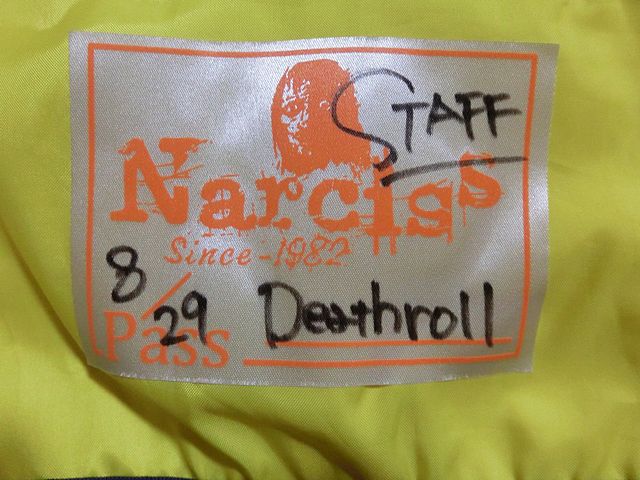 STAFF
Narciss
Since-1982
8/29 Deathroll
Pass